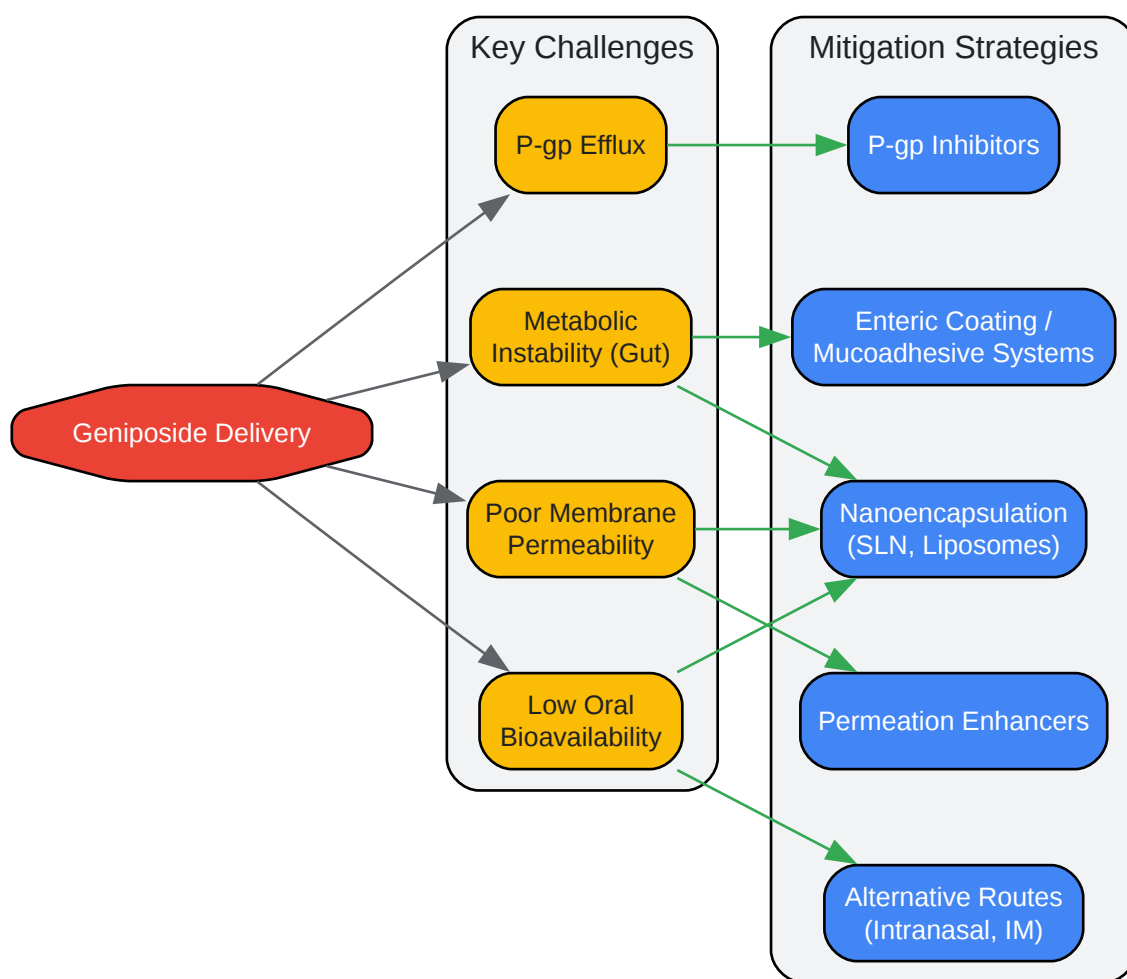 Key Challenges
Mitigation Strategies
P-gp Efflux
P-gp Inhibitors
Metabolic
Instability (Gut)
Enteric Coating /
Mucoadhesive Systems
Geniposide Delivery
Poor Membrane
Permeability
Nanoencapsulation
(SLN, Liposomes)
Low Oral
Bioavailability
Permeation Enhancers
Alternative Routes
(Intranasal, IM)